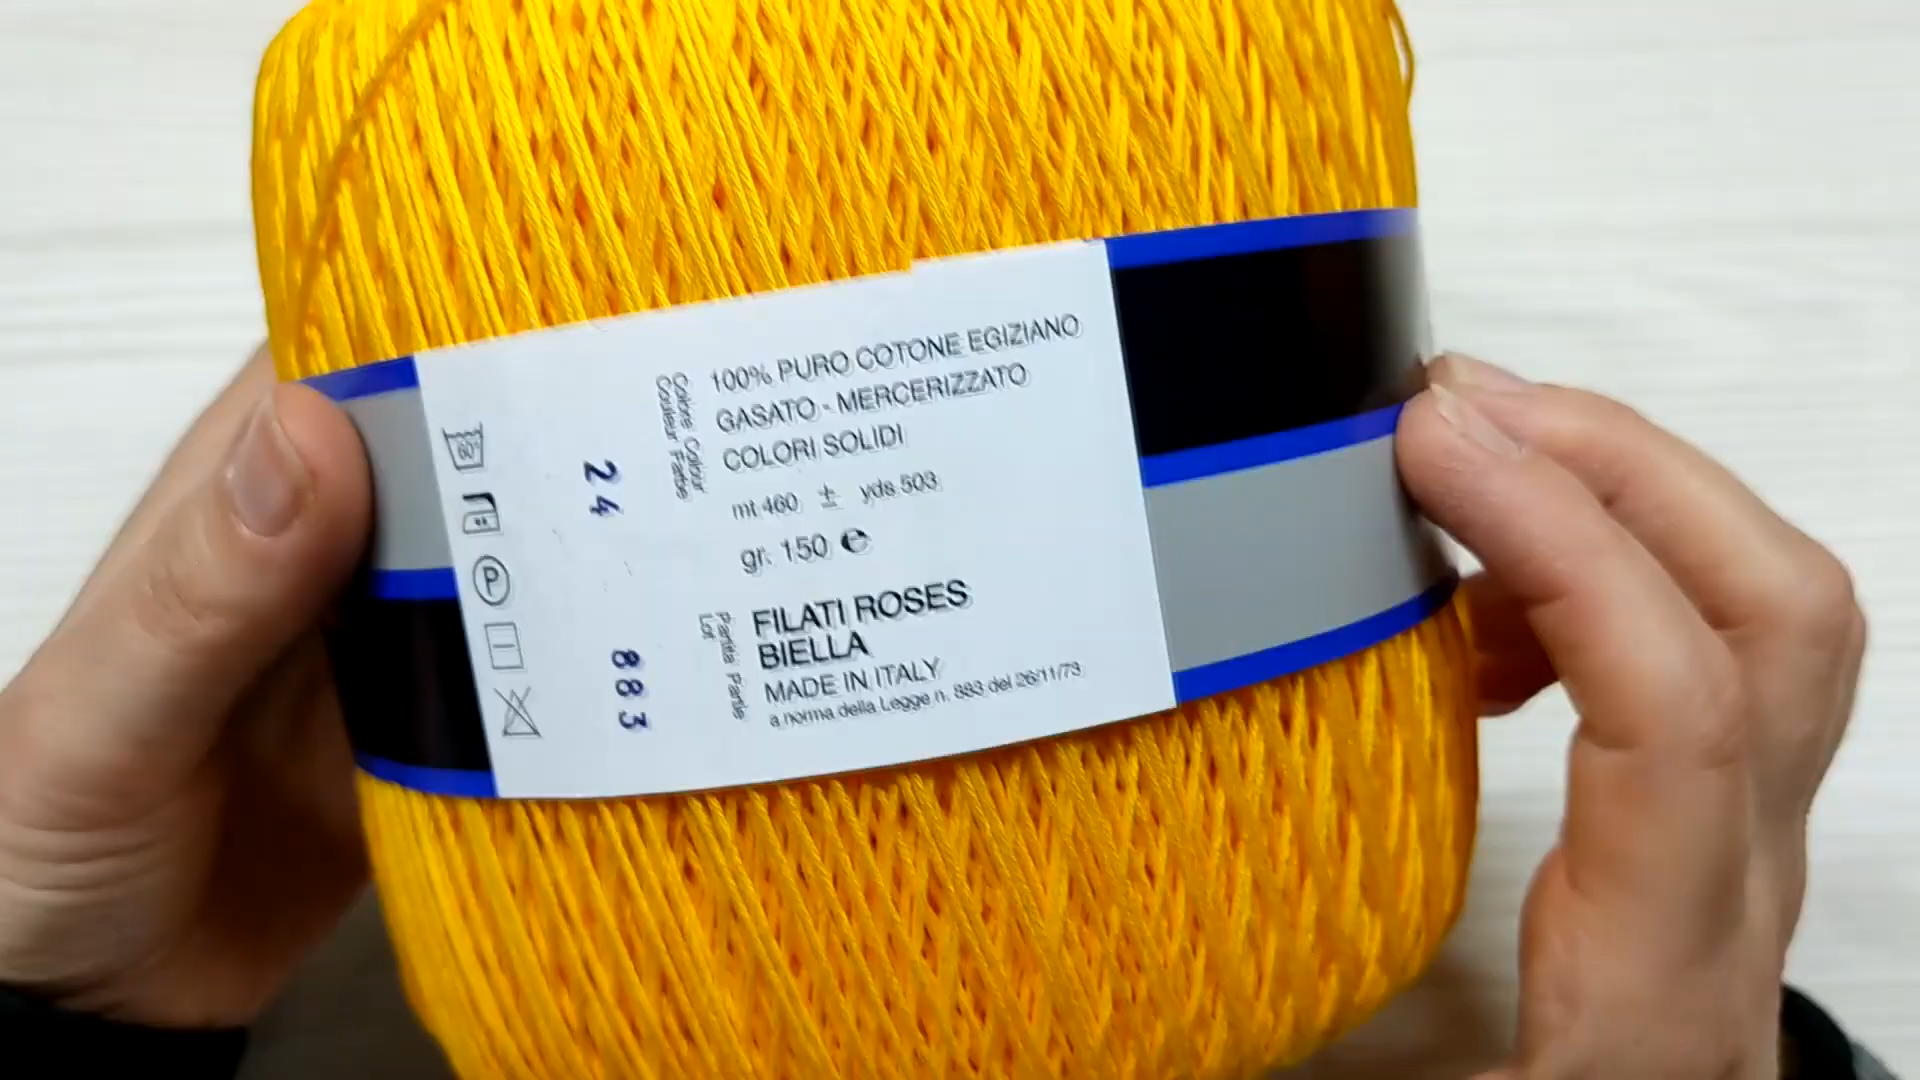 100% PURO COTONE EGIZIANO
GASATO - MERCERIZZATO
COLORI SOLIDI
mt 460 ± yds 503
gr. 150 ℮
FILATI ROSES
BIELLA
MADE IN ITALY
a norma della Legge n. 883 del 26/11/73
Colore Colour
Couleur Farbe
24
Partita Partie
Lot
883
60
P